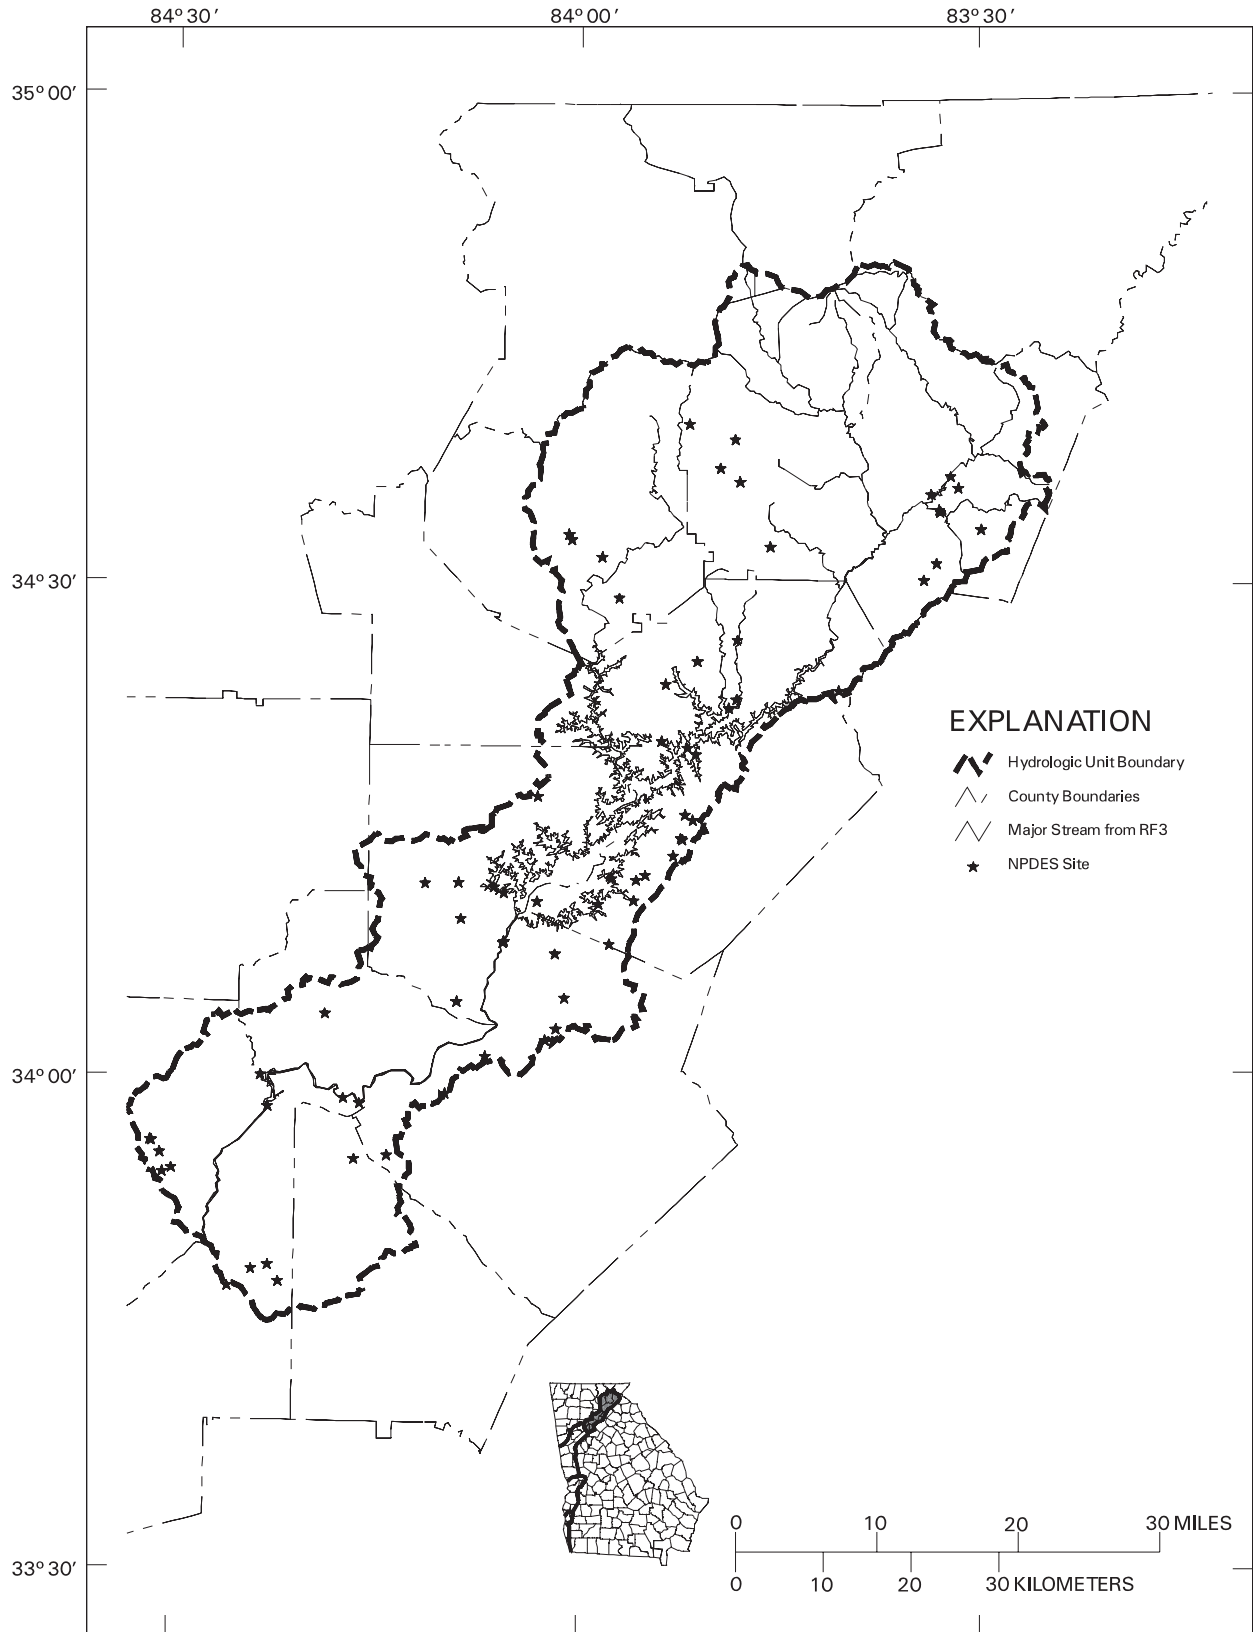 84° 30′ 84° 00′ 83° 30′
35° 00′
34° 30′
EXPLANATION
Hydrologic Unit Boundary
County Boundaries
Major Stream from RF3
NPDES Site
34° 00′
33° 30′
0 10 20 30 MILES
0 10 20 30 KILOMETERS